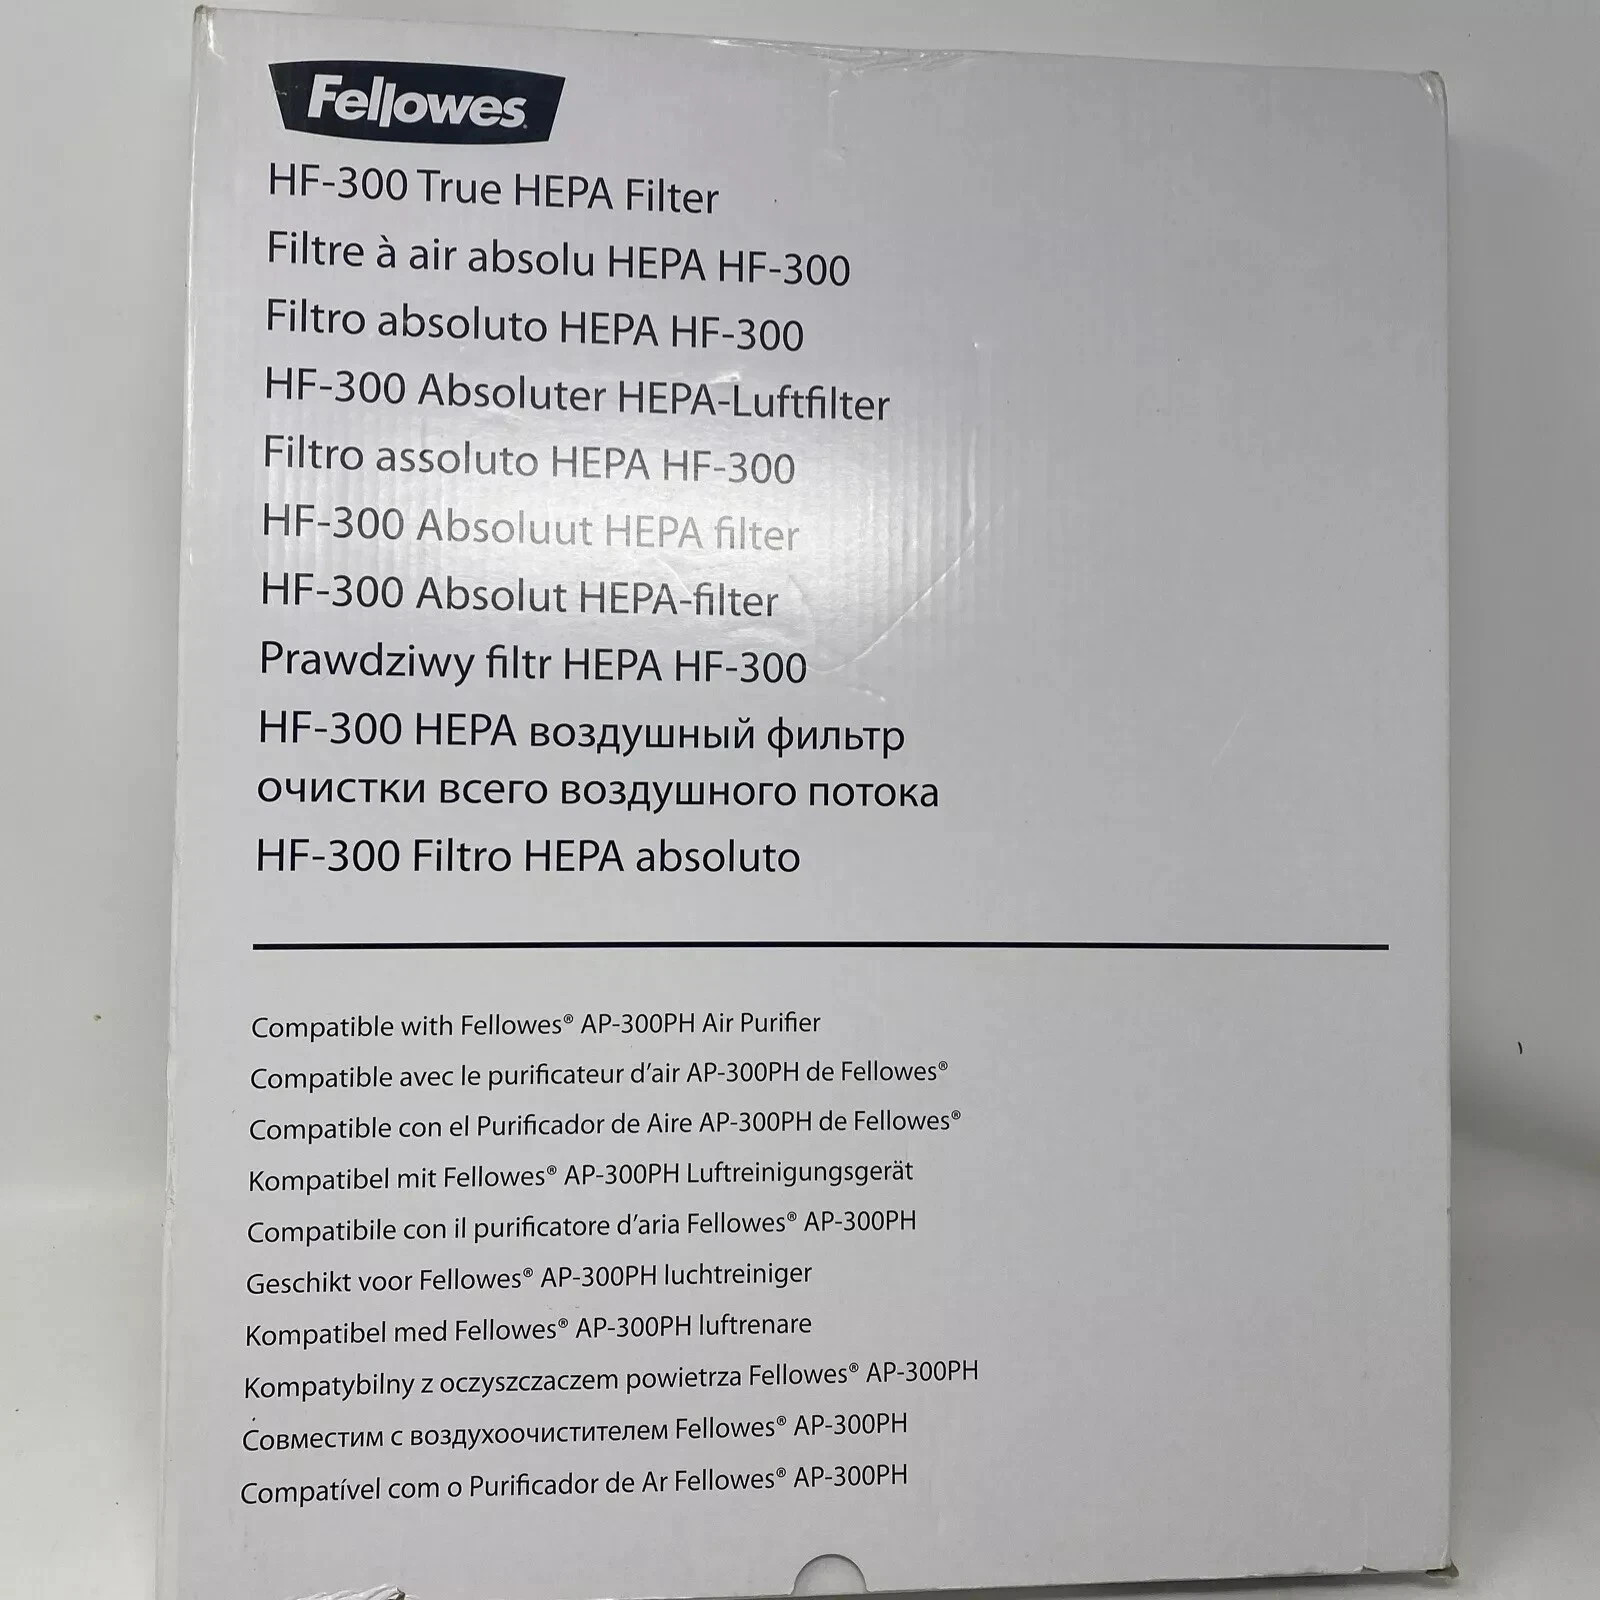 Fellowes
HF-300 True HEPA Filter
Filtre à air absolu HEPA HF-300
Filtro absoluto HEPA HF-300
HF-300 Absoluter HEPA-Luftfilter
Filtro assoluto HEPA HF-300
HF-300 Absoluut HEPA filter
HF-300 Absolut HEPA-filter
Prawdziwy filtr HEPA HF-300
HF-300 HEPA воздушный фильтр
очистки всего воздушного потока
HF-300 Filtro HEPA absoluto
Compatible with Fellowes® AP-300PH Air Purifier
Compatible avec le purificateur d’air AP-300PH de Fellowes®
Compatible con el Purificador de Aire AP-300PH de Fellowes®
Kompatibel mit Fellowes® AP-300PH Luftreinigungsgerät
Compatibile con il purificatore d’aria Fellowes® AP-300PH
Geschikt voor Fellowes® AP-300PH luchtreiniger
Kompatibel med Fellowes® AP-300PH luftrenare
Kompatybilny z oczyszczaczem powietrza Fellowes® AP-300PH
Совместим с воздухоочистителем Fellowes® AP-300PH
Compatível com o Purificador de Ar Fellowes® AP-300PH